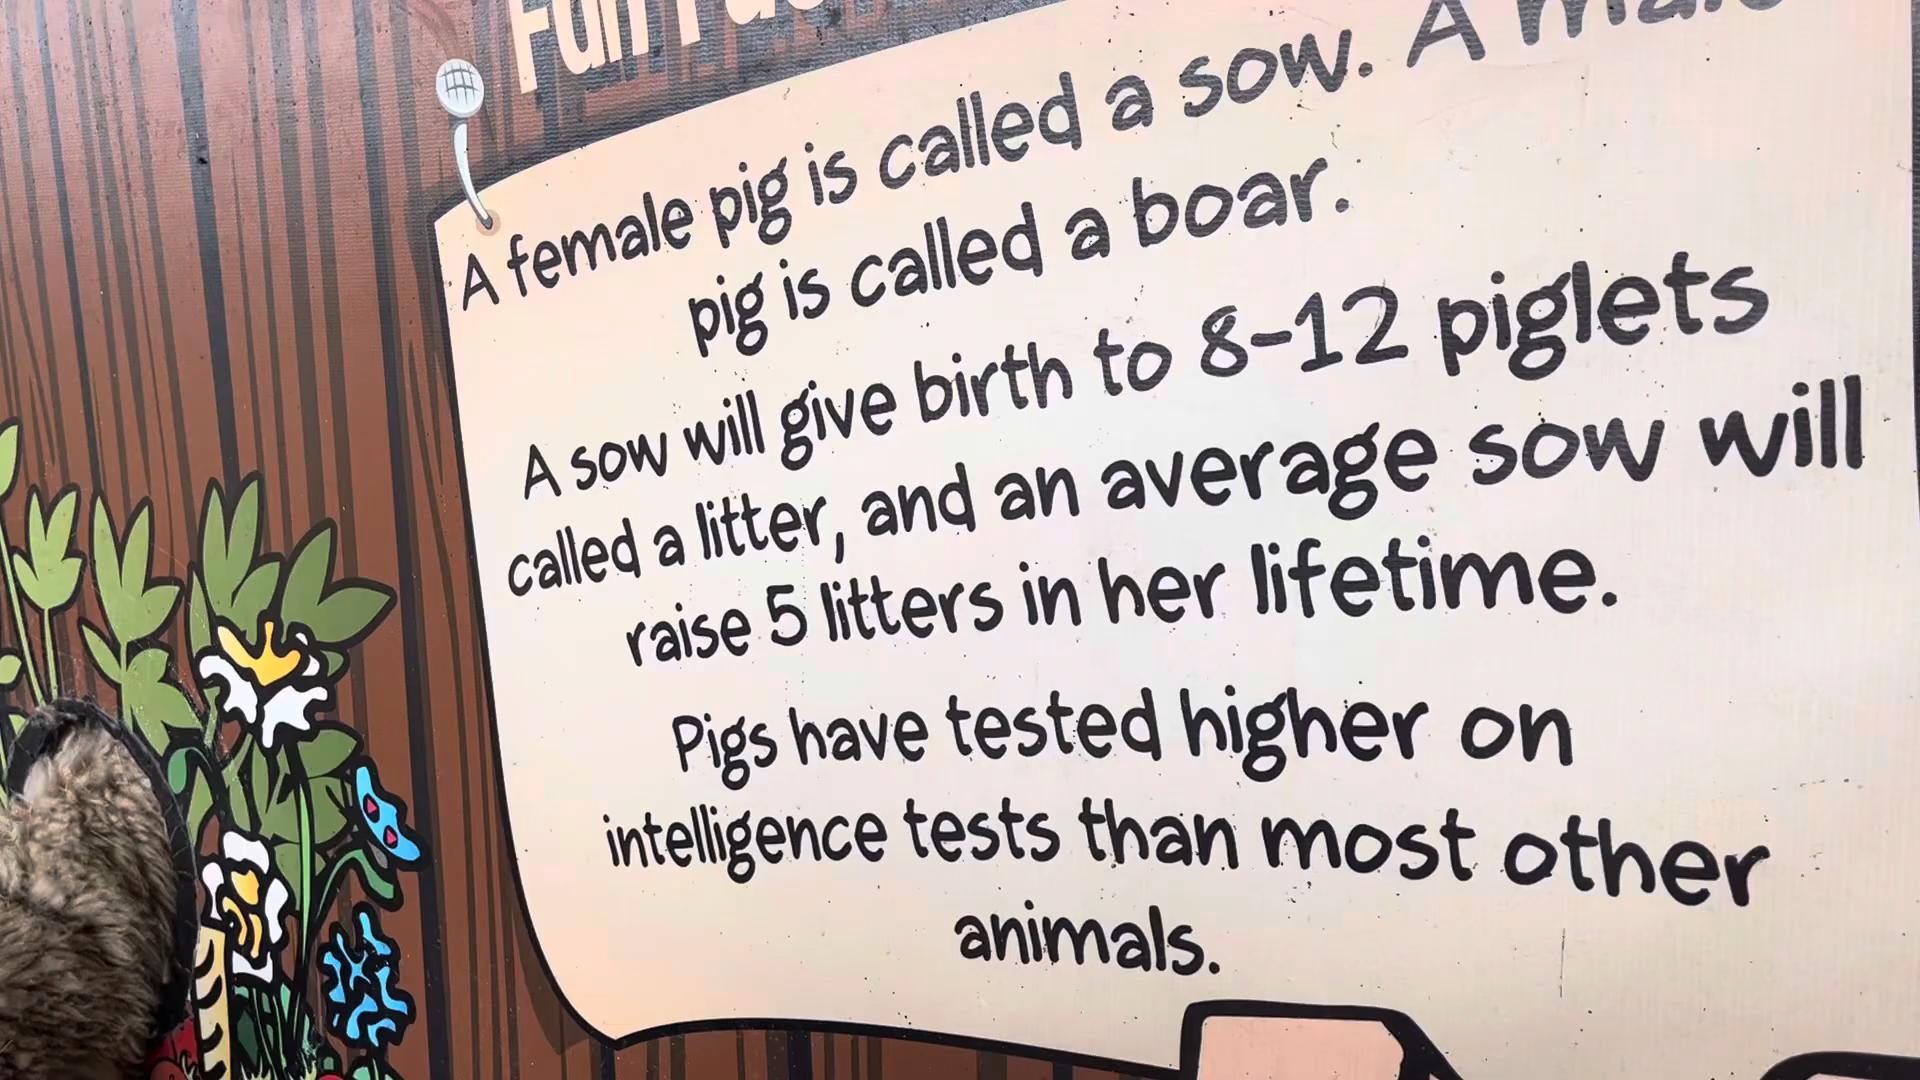 Fun
A female pig is called a sow. A male
pig is called a boar.
A sow will give birth to 8-12 piglets
called a litter, and an average sow will
raise 5 litters in her lifetime.
Pigs have tested higher on
intelligence tests than most other
animals.